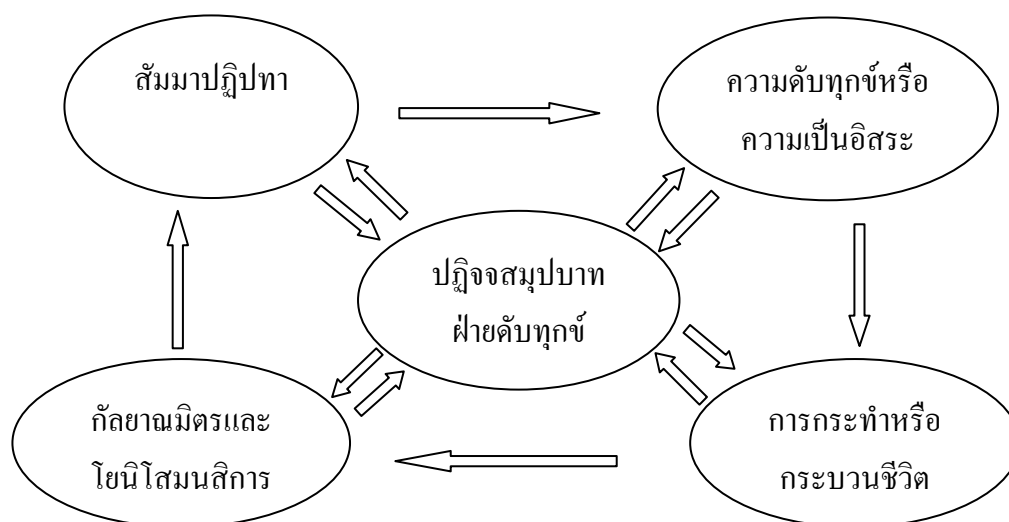 สัมมาปฏิปทา
ความดับทุกข์หรือ
ความเป็นอิสระ
ปฏิจจสมุปบาท
ฝ่ายดับทุกข์
กัลยาณมิตรและ
โยนิโสมนสิการ
การกระทำหรือ
กระบวนชีวิต